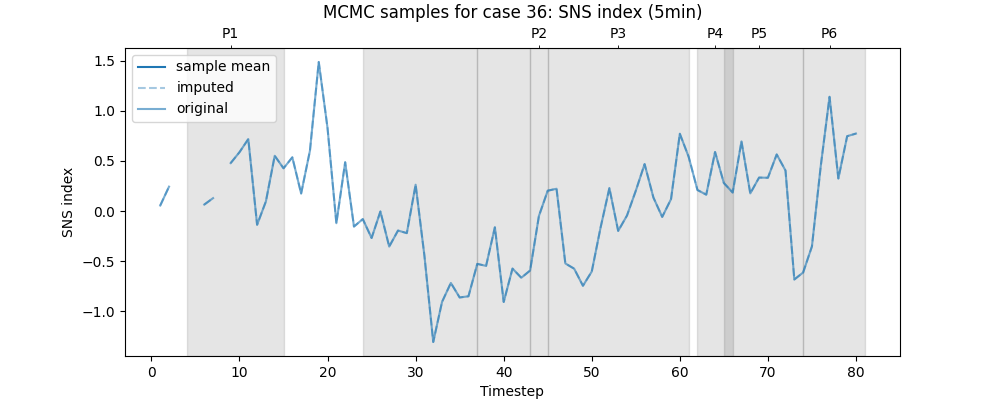 MCMC samples for case 36: SNS index (5min)
P1 P2 P3 P4 P5 P6
sample mean
imputed
original
SNS index
1.5
1.0
0.5
0.0
−0.5
−1.0
0 10 20 30 40 50 60 70 80
Timestep